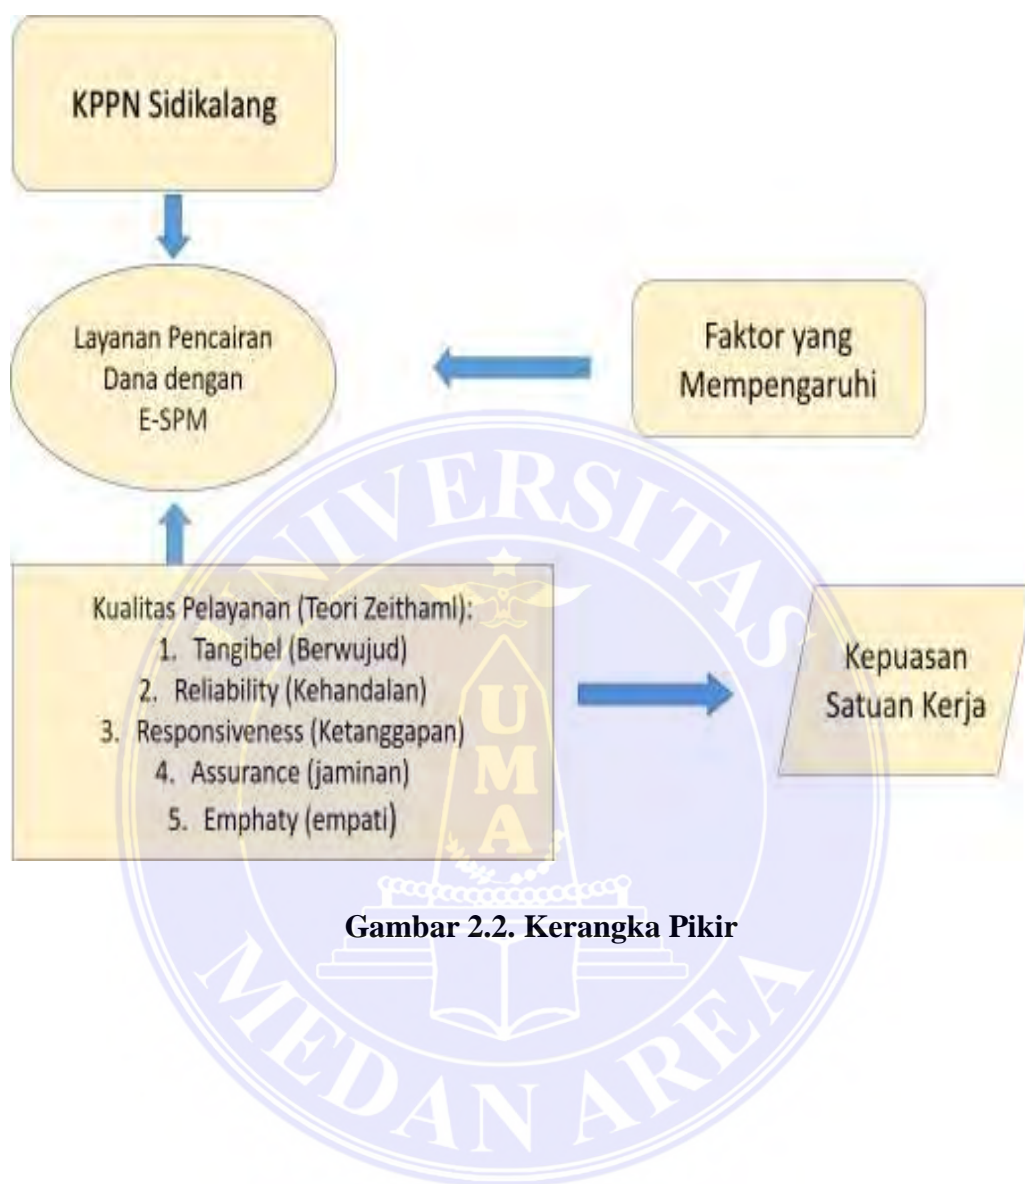 KPPN Sidikalang
Layanan Pencairan
Dana dengan
E-SPM
Faktor yang
Mempengaruhi
Kualitas Pelayanan (Teori Zeithaml):
1. Tangibel (Berwujud)
2. Reliability (Kehandalan)
3. Responsiveness (Ketanggapan)
4. Assurance (jaminan)
5. Emphaty (empati)
Kepuasan
Satuan Kerja
Gambar 2.2. Kerangka Pikir
UNIVERSITAS
UMA
MEDAN AREA